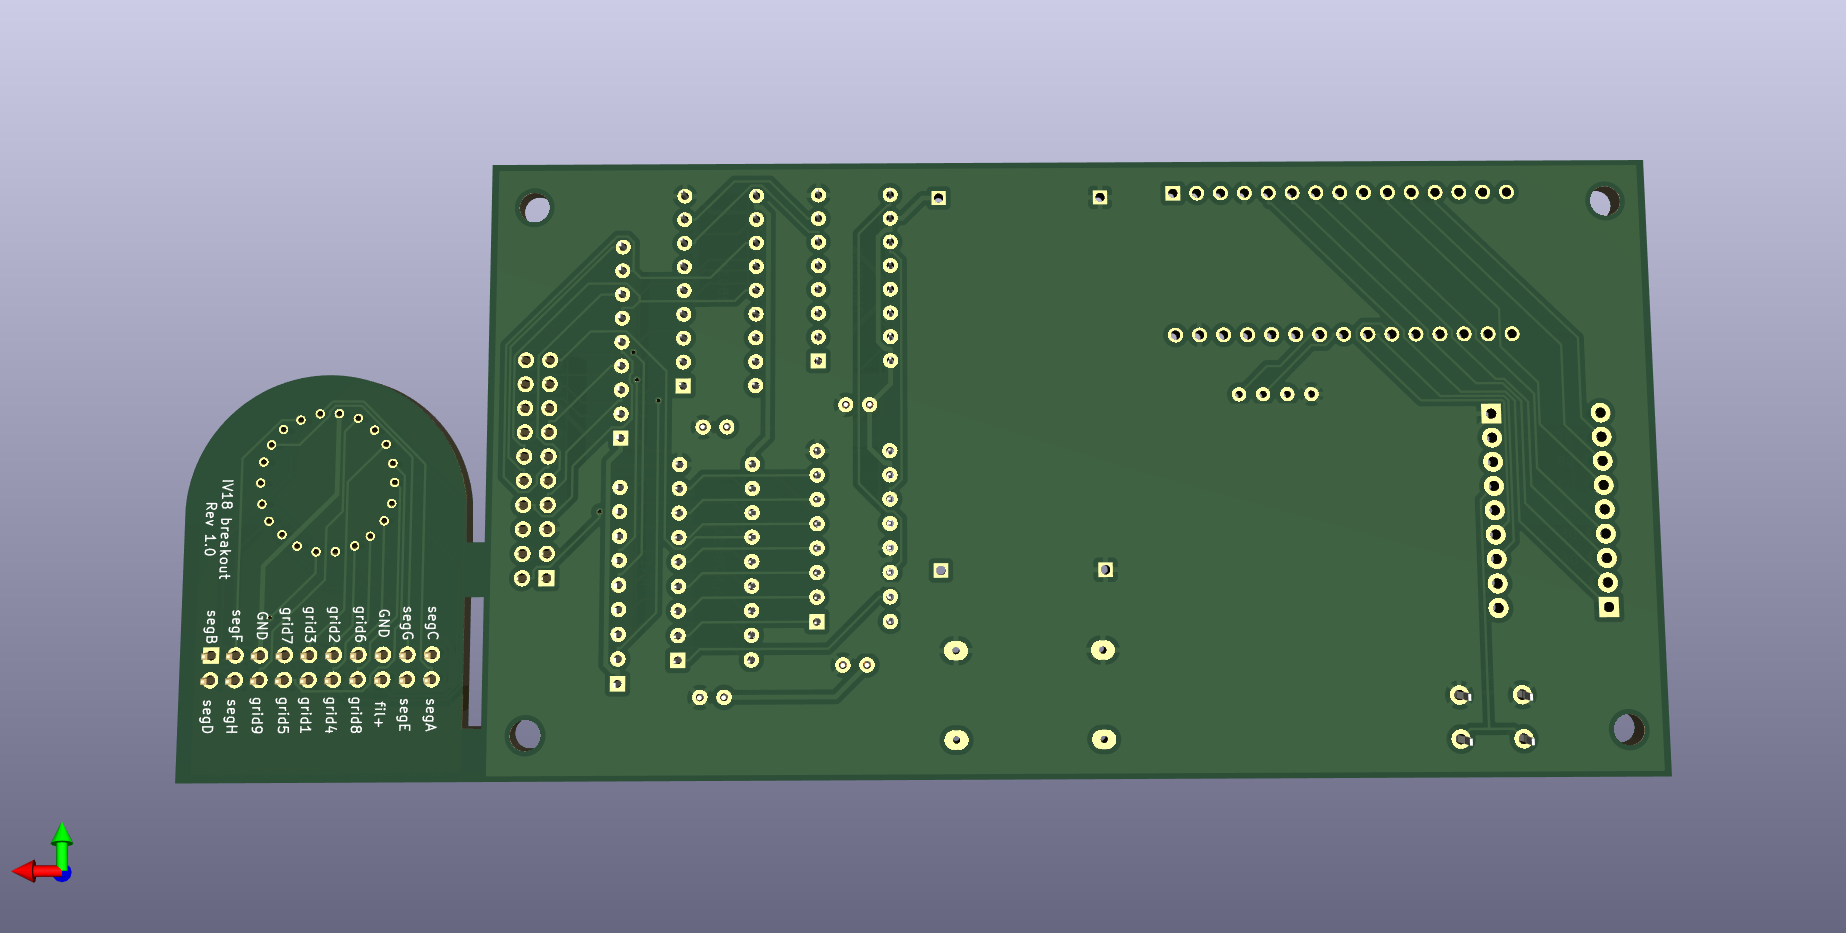 IV18 breakout
Rev 1.0
segB
segF
GND
grid7
grid3
grid2
grid6
GND
segG
segC
segD
segH
grid9
grid5
grid1
grid4
grid8
fil+
segE
segA